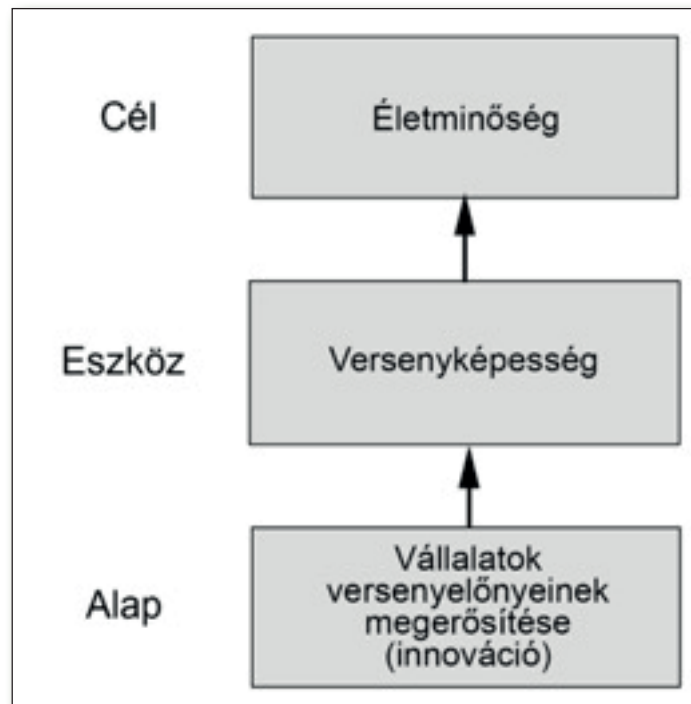 Cél
Életminőség
Eszköz
Versenyképesség
Alap
Vállalatok
versenyelőnyeinek
megerősítése
(innováció)